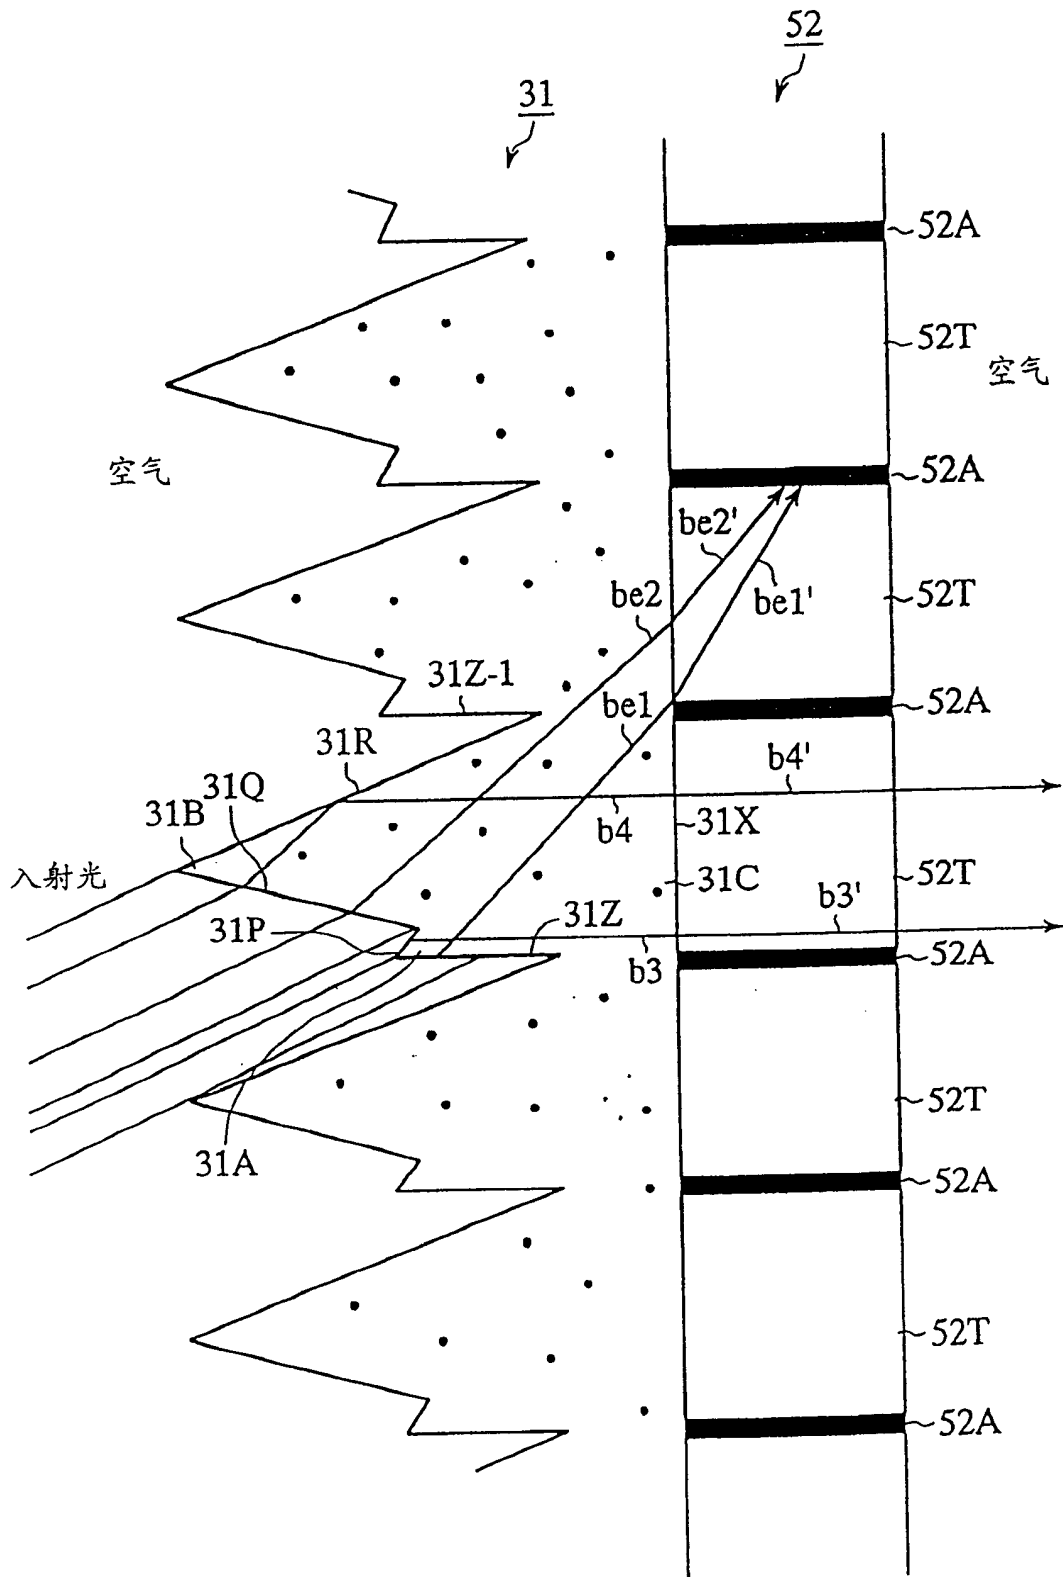 52
31
52A
52T
空气
52A
空气
be2'
be2
be1'
52T
31Z-1
be1
52A
31R
b4'
31Q
31B
b4
31X
入射光
31C
52T
b3'
31P
31Z
b3
52A
52T
31A
52A
52T
52A